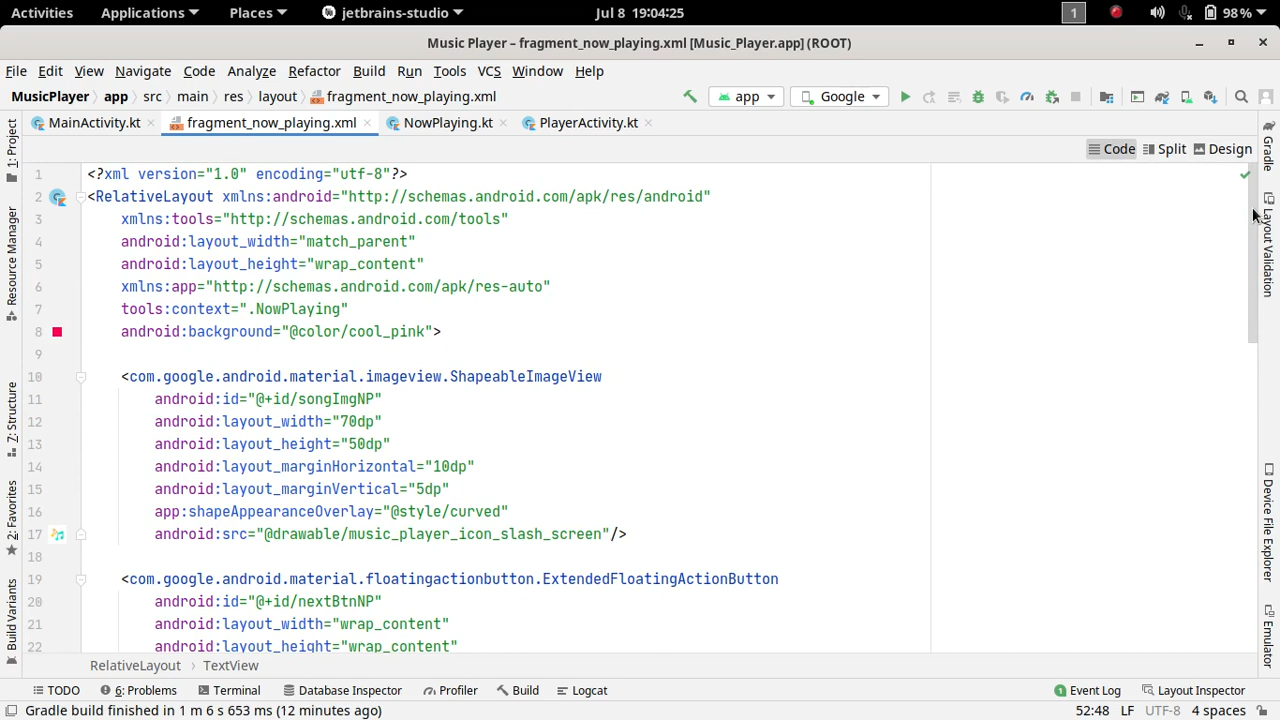 Activities Applications Places jetbrains-studio Jul 8 19:04:25 1 98%
Music Player – fragment_now_playing.xml [Music_Player.app] (ROOT)
File Edit View Navigate Code Analyze Refactor Build Run Tools VCS Window Help
MusicPlayer app src main res layout fragment_now_playing.xml app Google
MainActivity.kt fragment_now_playing.xml NowPlaying.kt PlayerActivity.kt
Code Split Design
1 <?xml version="1.0" encoding="utf-8"?>
2 <RelativeLayout xmlns:android="http://schemas.android.com/apk/res/android"
3 xmlns:tools="http://schemas.android.com/tools"
4 android:layout_width="match_parent"
5 android:layout_height="wrap_content"
6 xmlns:app="http://schemas.android.com/apk/res-auto"
7 tools:context=".NowPlaying"
8 android:background="@color/cool_pink">
9
10 <com.google.android.material.imageview.ShapeableImageView
11 android:id="@+id/songImgNP"
12 android:layout_width="70dp"
13 android:layout_height="50dp"
14 android:layout_marginHorizontal="10dp"
15 android:layout_marginVertical="5dp"
16 app:shapeAppearanceOverlay="@style/curved"
17 android:src="@drawable/music_player_icon_slash_screen"/>
18
19 <com.google.android.material.floatingactionbutton.ExtendedFloatingActionButton
20 android:id="@+id/nextBtnNP"
21 android:layout_width="wrap_content"
22 android:layout_height="wrap_content"
RelativeLayout TextView
TODO 6: Problems Terminal Database Inspector Profiler Build Logcat 1 Event Log Layout Inspector
Gradle build finished in 1 m 6 s 653 ms (12 minutes ago) 52:48 LF UTF-8 4 spaces
1: Project
Resource Manager
Z: Structure
2: Favorites
Build Variants
Gradle
Layout Validation
Device File Explorer
Emulator